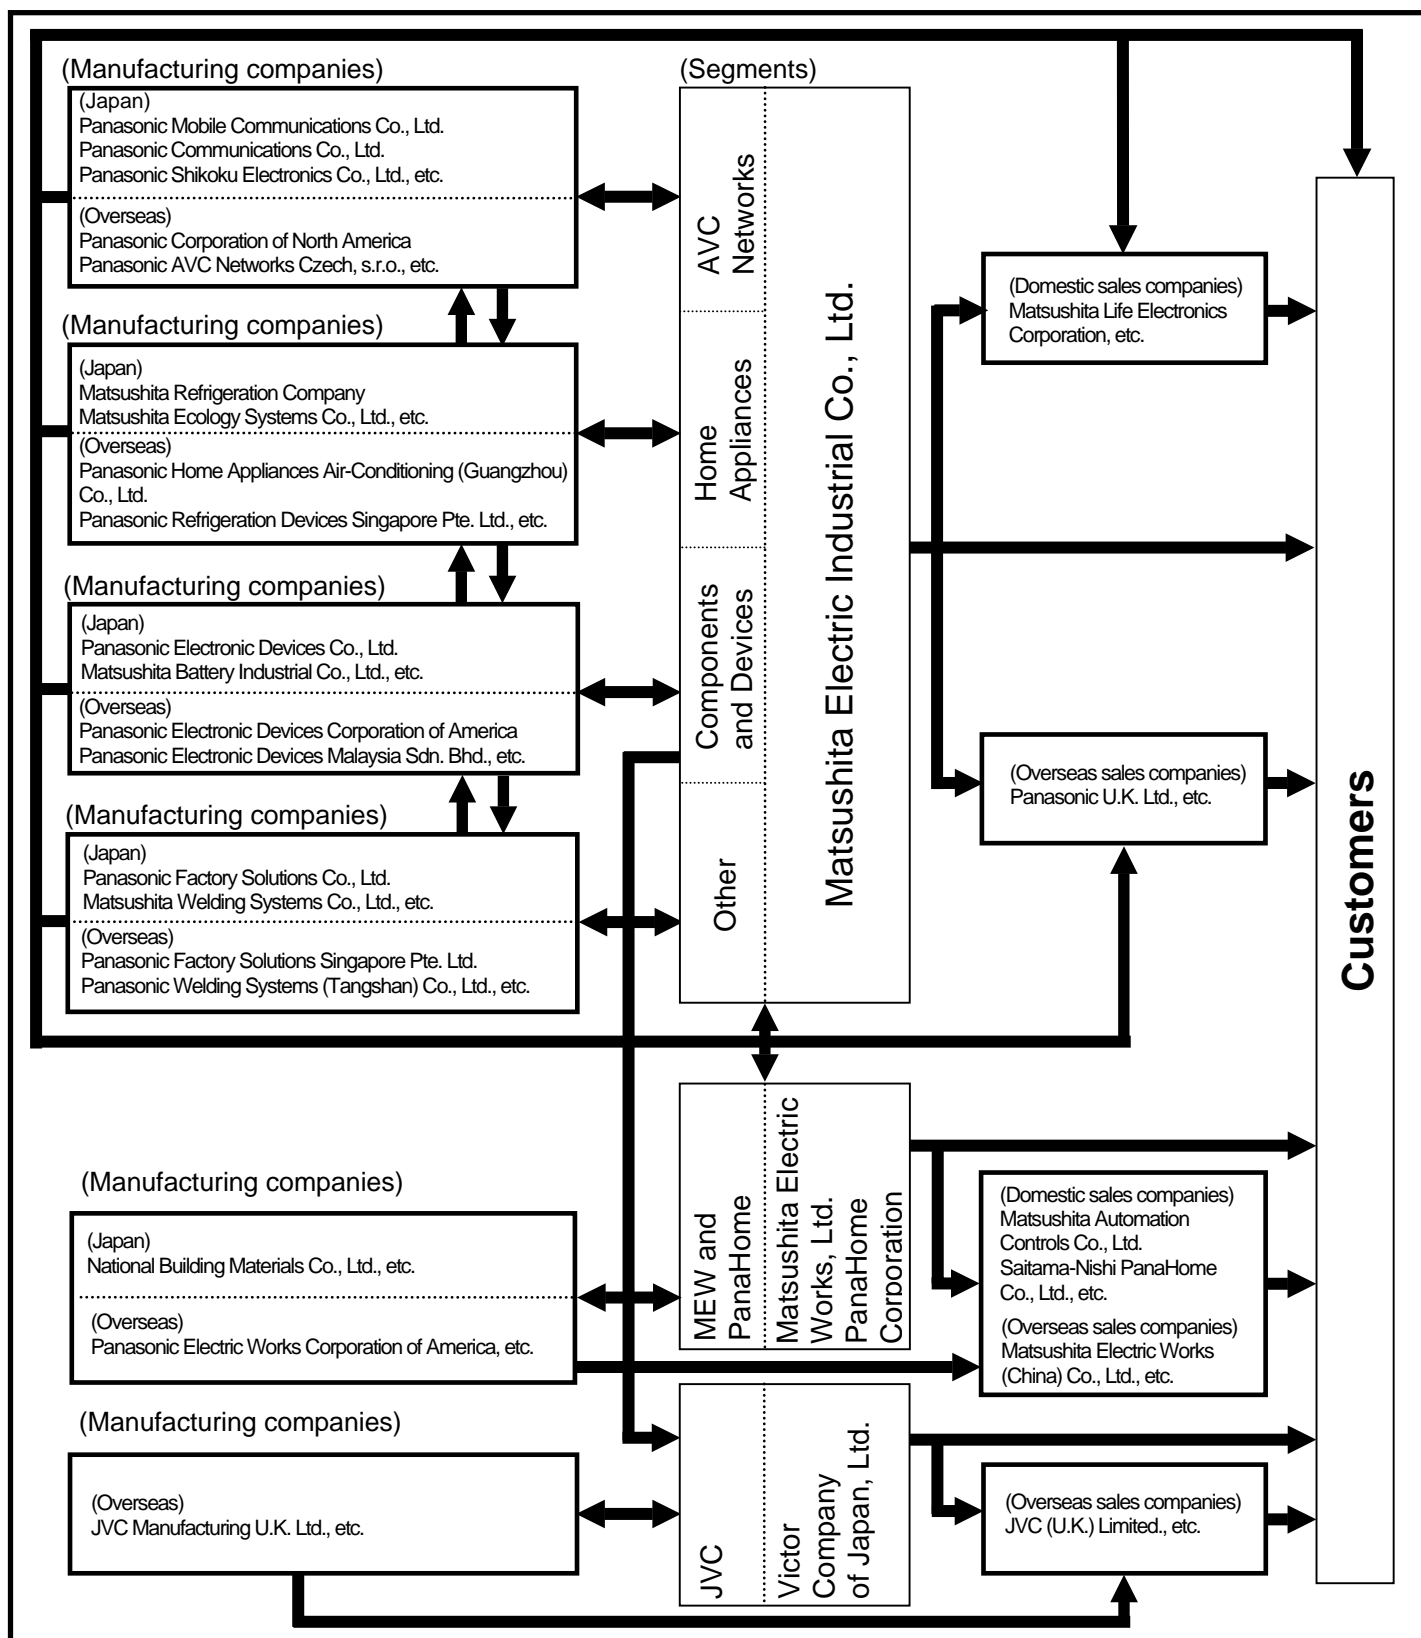 (Manufacturing companies)
(Japan)
Panasonic Mobile Communications Co., Ltd.
Panasonic Communications Co., Ltd.
Panasonic Shikoku Electronics Co., Ltd., etc.
(Overseas)
Panasonic Corporation of North America
Panasonic AVC Networks Czech, s.r.o., etc.
(Manufacturing companies)
(Japan)
Matsushita Refrigeration Company
Matsushita Ecology Systems Co., Ltd., etc.
(Overseas)
Panasonic Home Appliances Air-Conditioning (Guangzhou)
Co., Ltd.
Panasonic Refrigeration Devices Singapore Pte. Ltd., etc.
(Manufacturing companies)
(Japan)
Panasonic Electronic Devices Co., Ltd.
Matsushita Battery Industrial Co., Ltd., etc.
(Overseas)
Panasonic Electronic Devices Corporation of America
Panasonic Electronic Devices Malaysia Sdn. Bhd., etc.
(Manufacturing companies)
(Japan)
Panasonic Factory Solutions Co., Ltd.
Matsushita Welding Systems Co., Ltd., etc.
(Overseas)
Panasonic Factory Solutions Singapore Pte. Ltd.
Panasonic Welding Systems (Tangshan) Co., Ltd., etc.
(Segments)
AVC
Networks
Home
Appliances
Components
and Devices
Other
Matsushita Electric Industrial Co., Ltd.
(Domestic sales companies)
Matsushita Life Electronics
Corporation, etc.
(Overseas sales companies)
Panasonic U.K. Ltd., etc.
Customers
(Manufacturing companies)
(Japan)
National Building Materials Co., Ltd., etc.
(Overseas)
Panasonic Electric Works Corporation of America, etc.
MEW and
PanaHome
Matsushita Electric
Works, Ltd.
PanaHome
Corporation
(Domestic sales companies)
Matsushita Automation
Controls Co., Ltd.
Saitama-Nishi PanaHome
Co., Ltd., etc.
(Overseas sales companies)
Matsushita Electric Works
(China) Co., Ltd., etc.
(Manufacturing companies)
(Overseas)
JVC Manufacturing U.K. Ltd., etc.
JVC
Victor
Company
of Japan, Ltd.
(Overseas sales companies)
JVC (U.K.) Limited., etc.